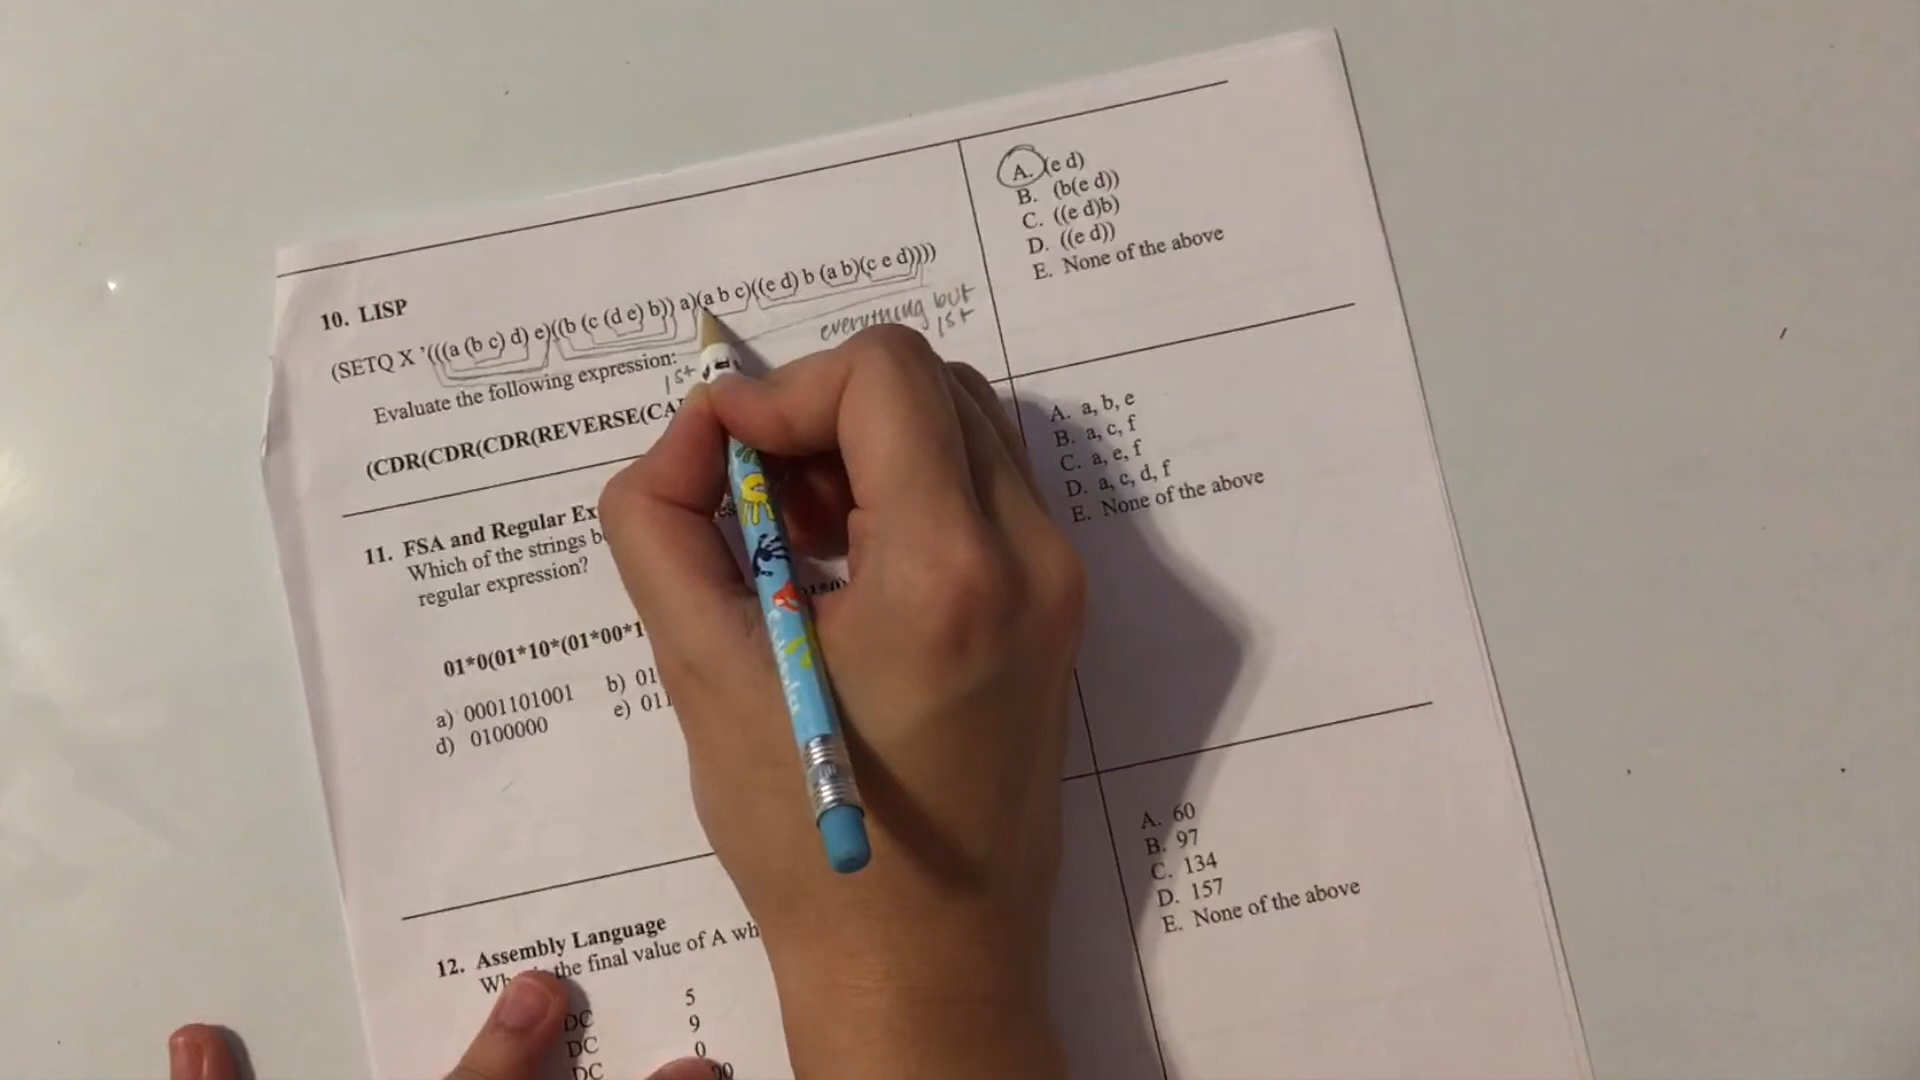 10. LISP
(SETQ X '(((a (b c) d) e)((b (c (d e) b)) a)(a b c)((e d) b (a b)(c e d))))
everything but
1st
Evaluate the following expression:
1st
(CDR(CDR(CDR(REVERSE(CA
A. (e d)
B. (b(e d))
C. ((e d)b)
D. ((e d))
E. None of the above
11. FSA and Regular Ex
Which of the strings b
regular expression?
01*0(01*10*(01*00*1
a) 0001101001 b) 01
d) 0100000 e) 011
A. a, b, e
B. a, c, f
C. a, e, f
D. a, c, d, f
E. None of the above
12. Assembly Language
the final value of A wh
DC 5
DC 9
DC 0
A. 60
B. 97
C. 134
D. 157
E. None of the above